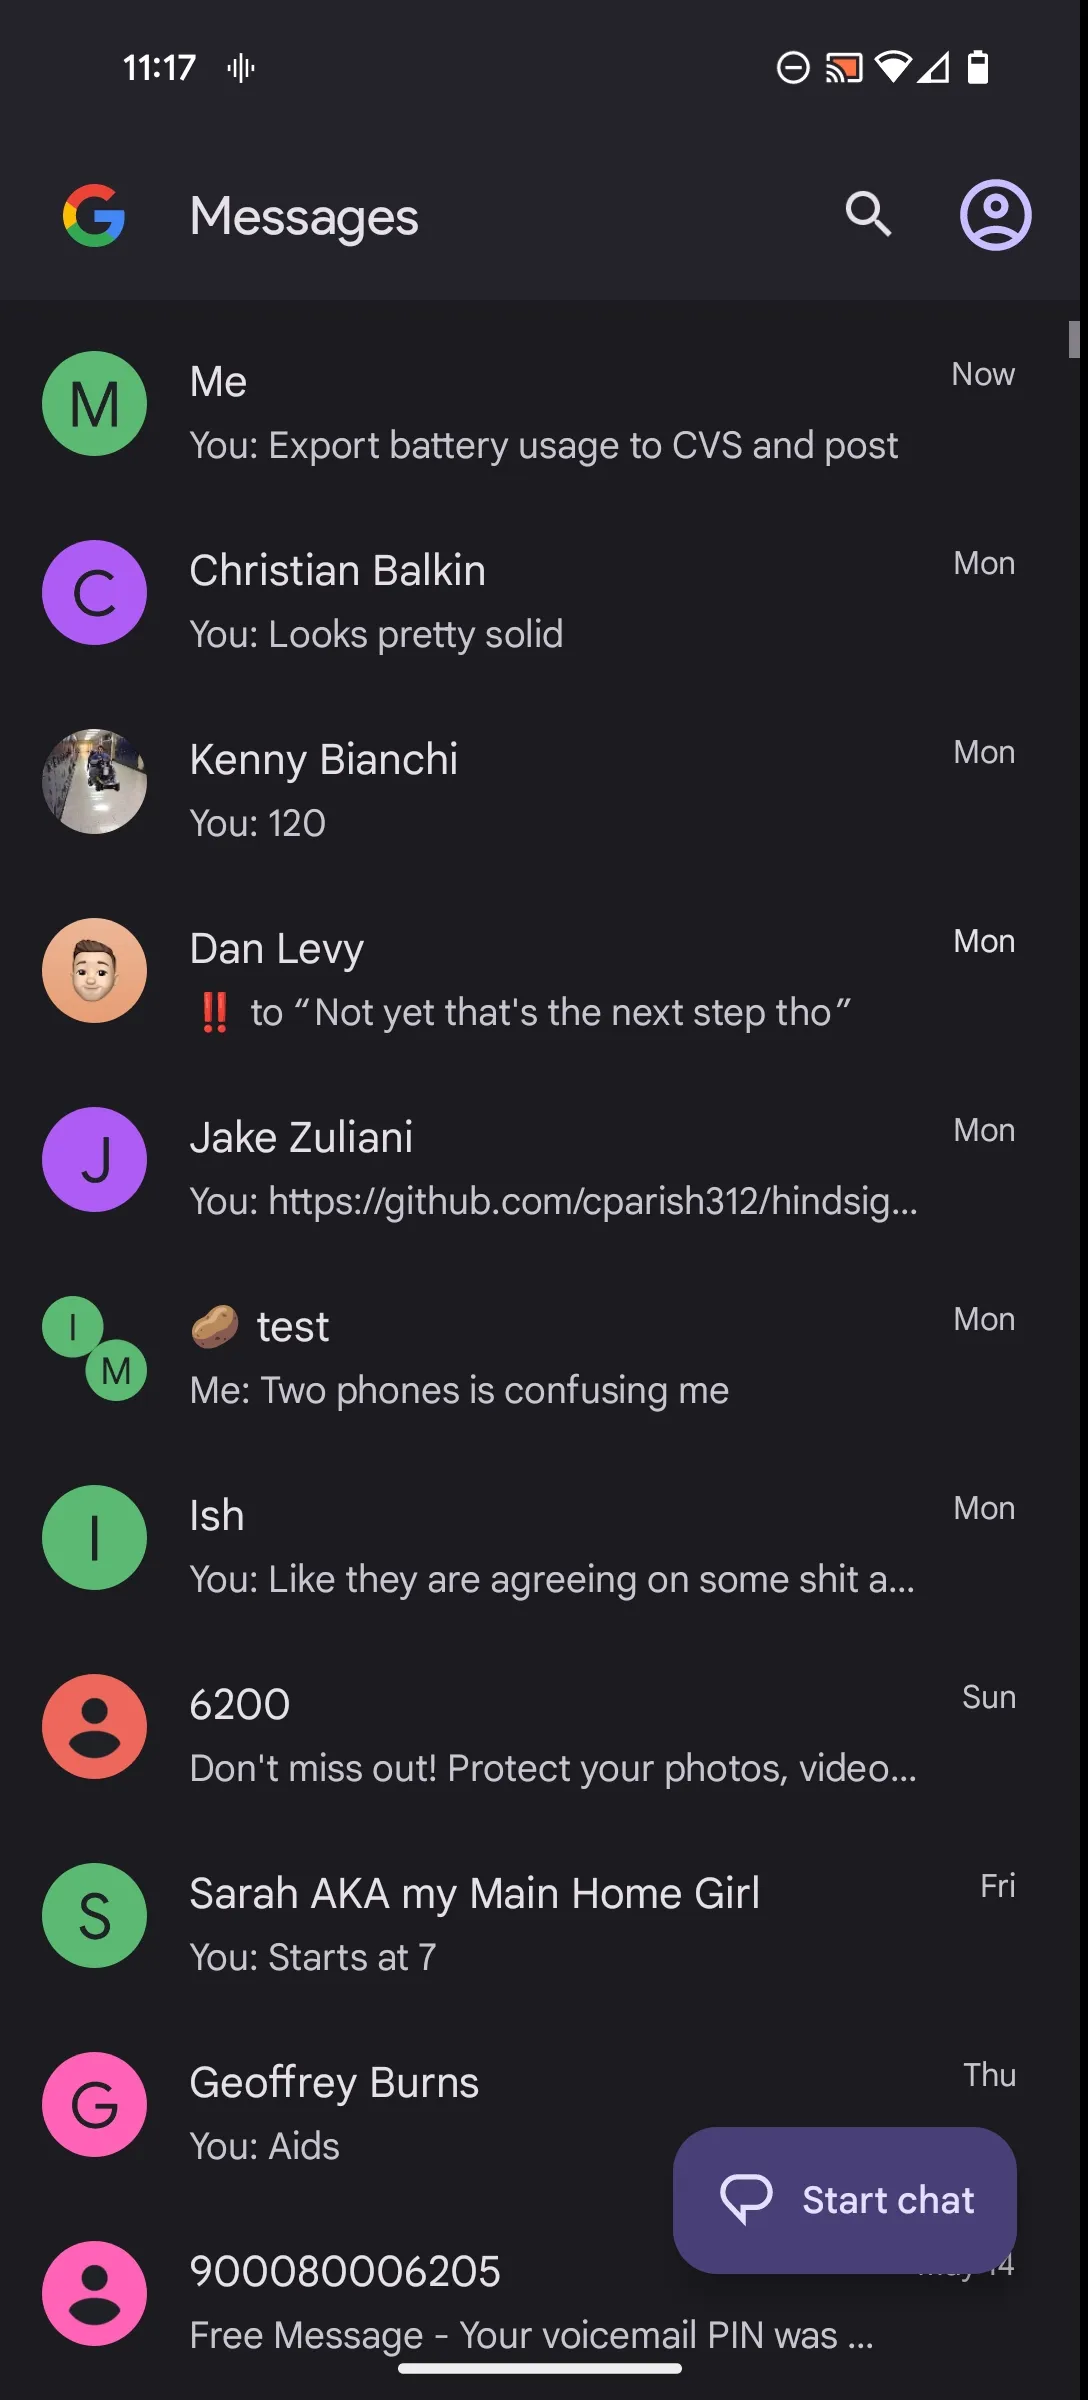 11:17
Messages
M
Me
Now
You: Export battery usage to CVS and post
C
Christian Balkin
Mon
You: Looks pretty solid
Kenny Bianchi
Mon
You: 120
Dan Levy
Mon
‼️ to “Not yet that's the next step tho”
J
Jake Zuliani
Mon
You: https://github.com/cparish312/hindsig...
I
M
🥔 test
Mon
Me: Two phones is confusing me
I
Ish
Mon
You: Like they are agreeing on some shit a...
6200
Sun
Don't miss out! Protect your photos, video...
S
Sarah AKA my Main Home Girl
Fri
You: Starts at 7
G
Geoffrey Burns
Thu
You: Aids
Start chat
900080006205
May 14
Free Message - Your voicemail PIN was ...